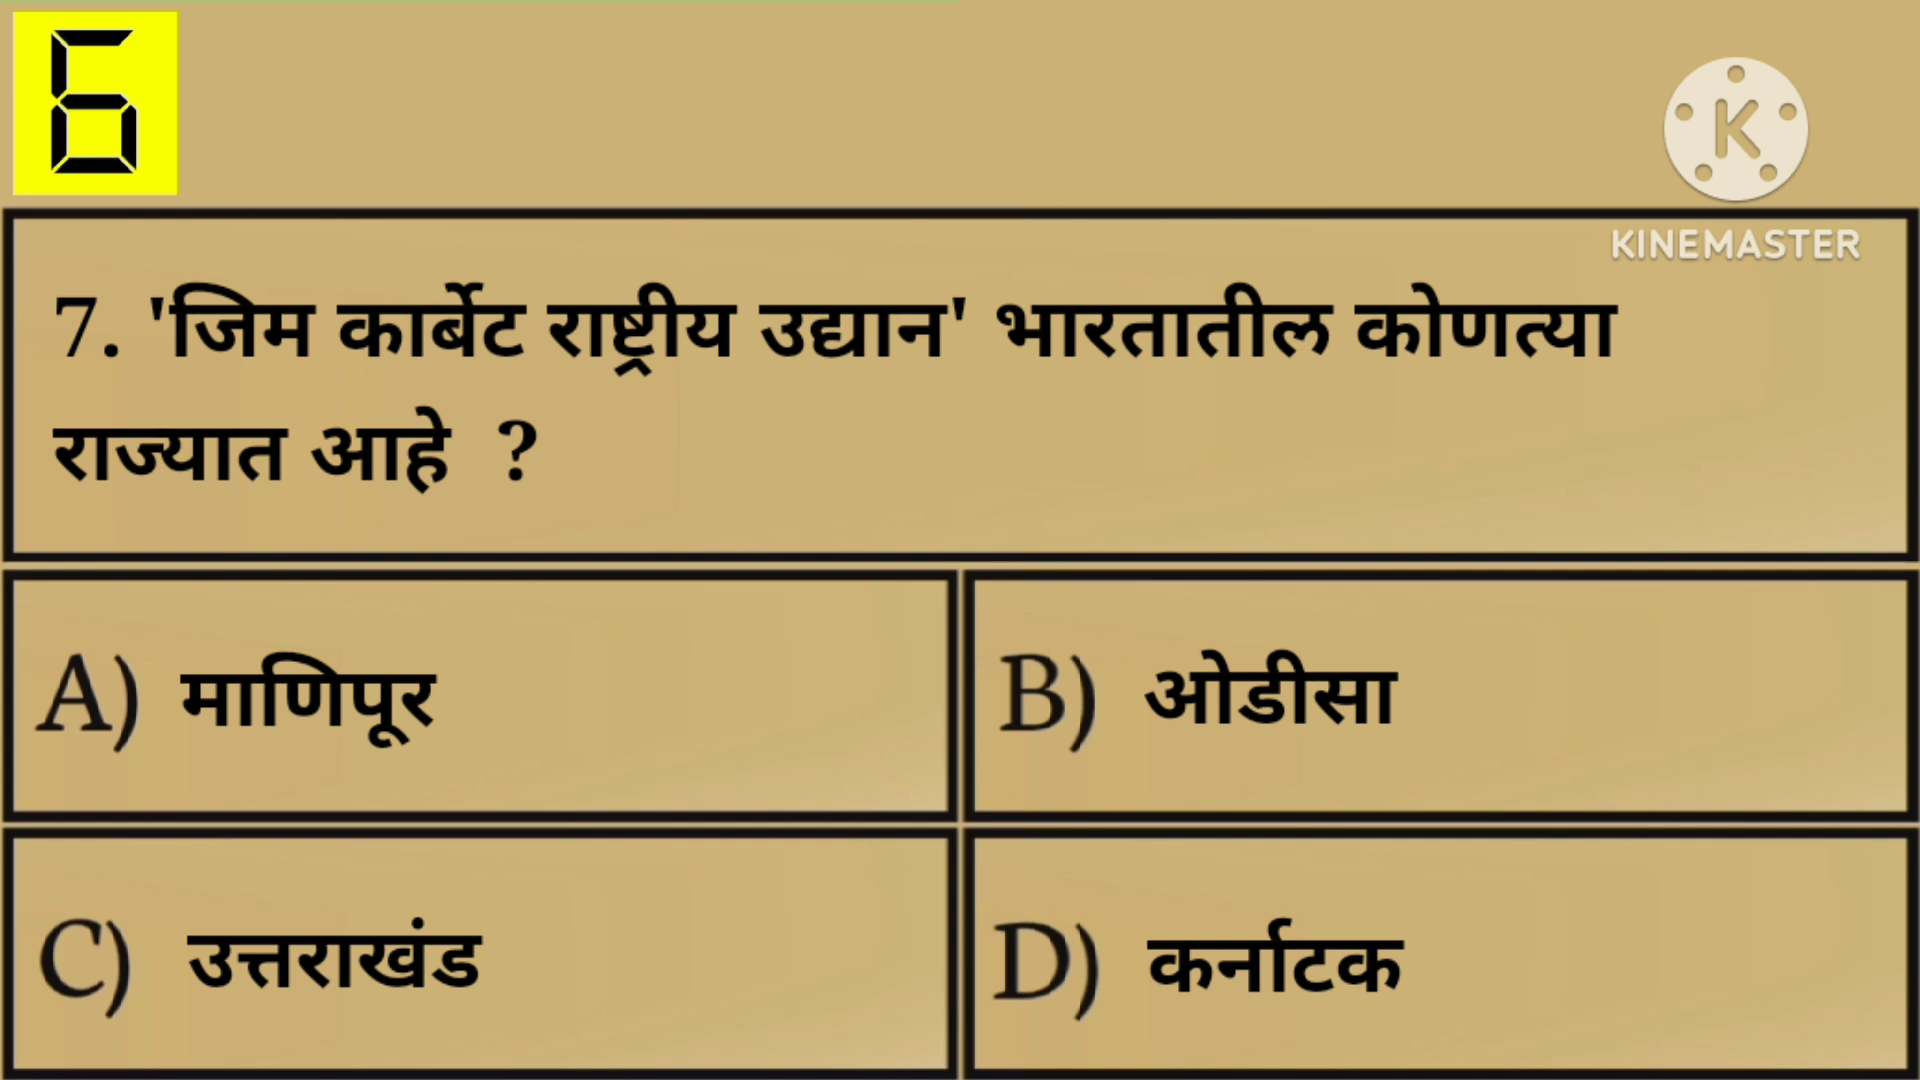 6
K
KINEMASTER
7. 'जिम कार्बेट राष्ट्रीय उद्यान' भारतातील कोणत्या
राज्यात आहे ?
A) माणिपूर
B) ओडीसा
C) उत्तराखंड
D) कर्नाटक